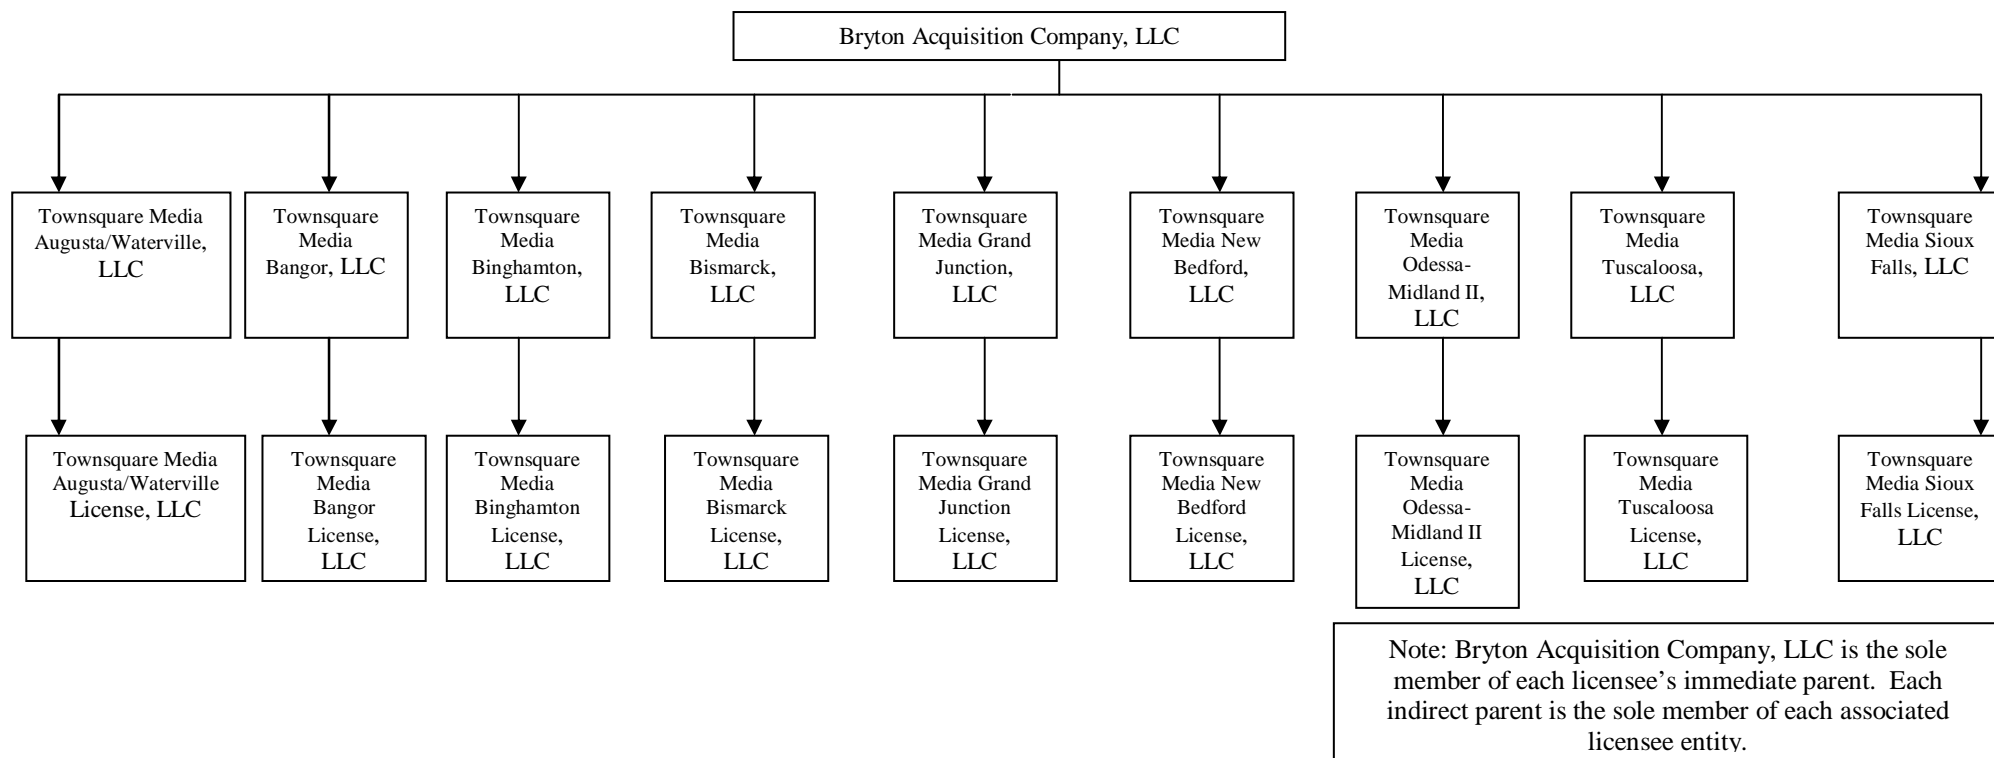 Bryton Acquisition Company, LLC
Townsquare Media
Augusta/Waterville,
LLC
Townsquare
Media
Bangor, LLC
Townsquare
Media
Binghamton,
LLC
Townsquare
Media
Bismarck,
LLC
Townsquare
Media Grand
Junction,
LLC
Townsquare
Media New
Bedford,
LLC
Townsquare
Media
Odessa-
Midland II,
LLC
Townsquare
Media
Tuscaloosa,
LLC
Townsquare
Media Sioux
Falls, LLC
Townsquare Media
Augusta/Waterville
License, LLC
Townsquare
Media
Bangor
License,
LLC
Townsquare
Media
Binghamton
License,
LLC
Townsquare
Media
Bismarck
License,
LLC
Townsquare
Media Grand
Junction
License,
LLC
Townsquare
Media New
Bedford
License,
LLC
Townsquare
Media
Odessa-
Midland II
License,
LLC
Townsquare
Media
Tuscaloosa
License,
LLC
Townsquare
Media Sioux
Falls License,
LLC
Note: Bryton Acquisition Company, LLC is the sole
member of each licensee’s immediate parent.  Each
indirect parent is the sole member of each associated
licensee entity.